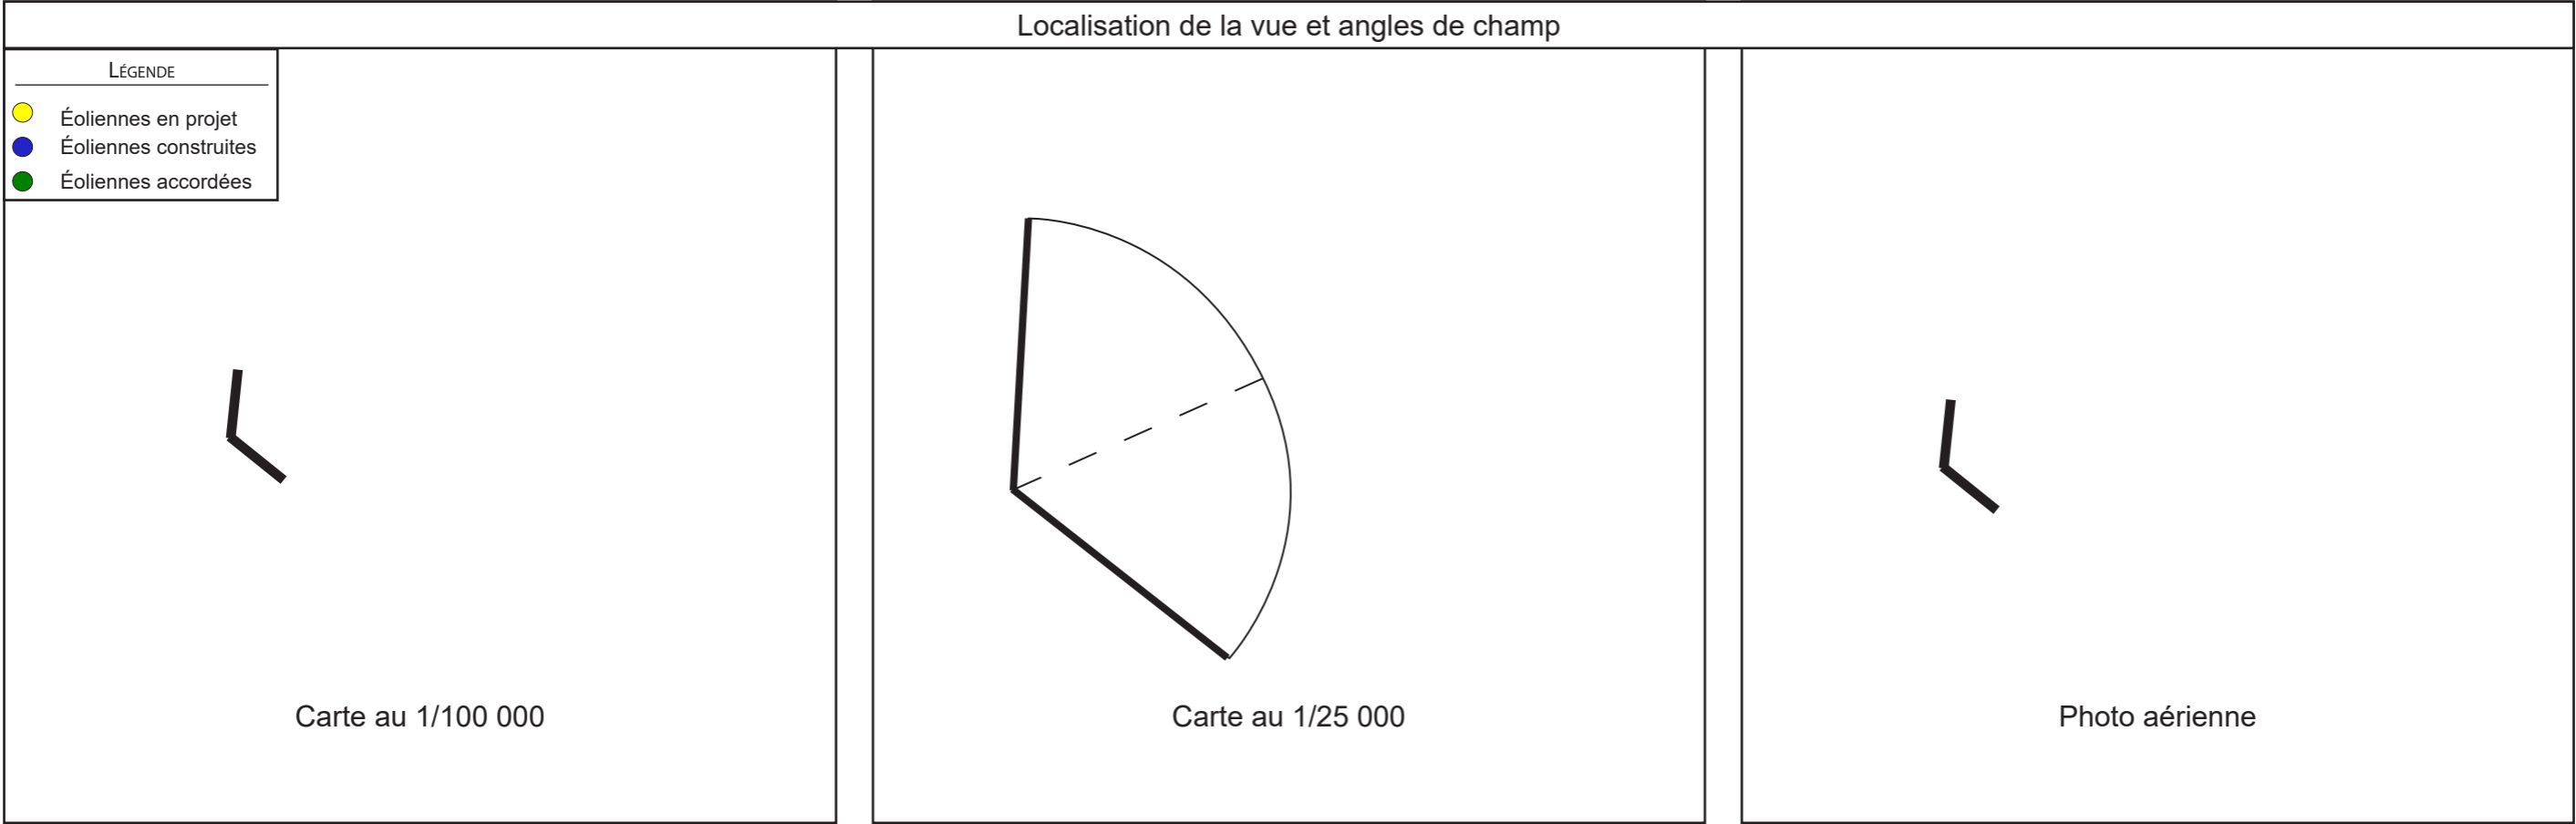 Localisation de la vue et angles de champ
LÉGENDE
Éoliennes en projet
Éoliennes construites
Éoliennes accordées
Carte au 1/100 000
Carte au 1/25 000
Photo aérienne